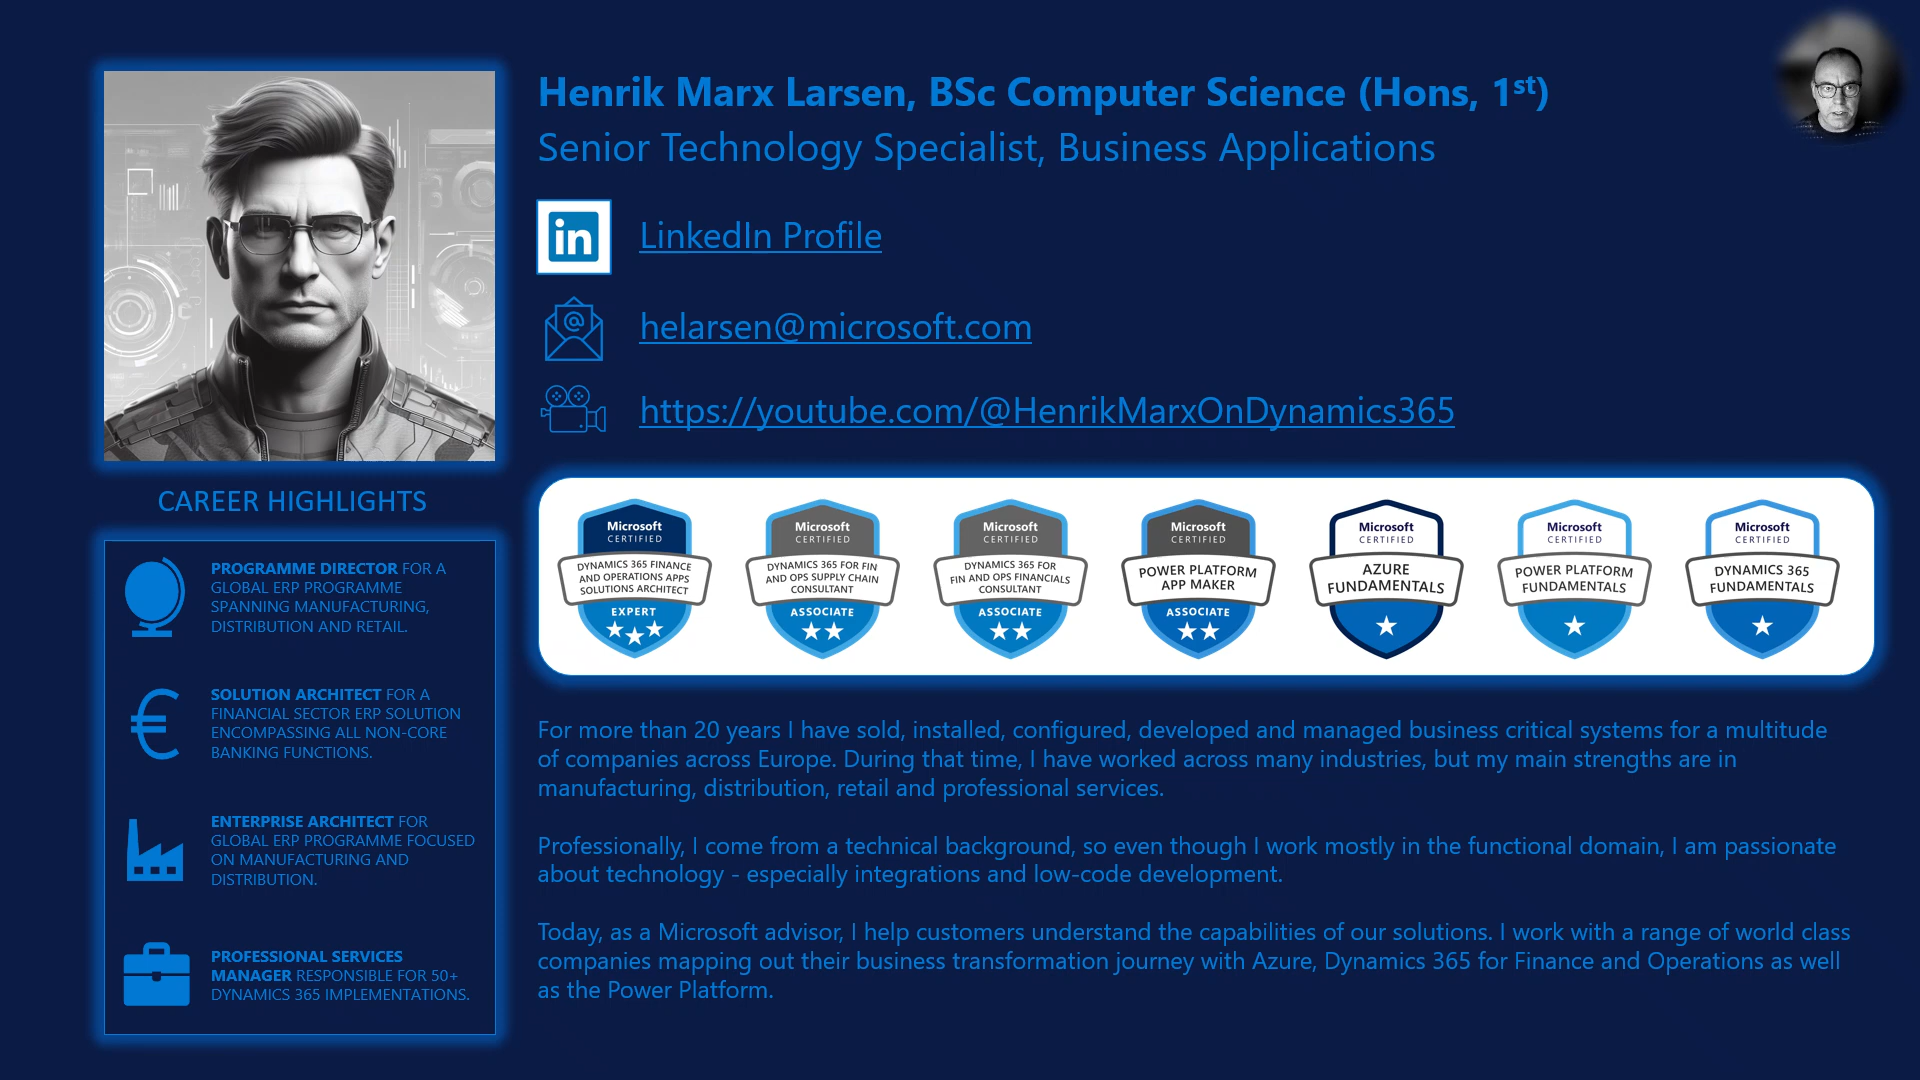 Henrik Marx Larsen, BSc Computer Science (Hons, 1st)
Senior Technology Specialist, Business Applications
in
LinkedIn Profile
@
helarsen@microsoft.com
https://youtube.com/@HenrikMarxOnDynamics365
CAREER HIGHLIGHTS
PROGRAMME DIRECTOR FOR A
GLOBAL ERP PROGRAMME
SPANNING MANUFACTURING,
DISTRIBUTION AND RETAIL.
€
SOLUTION ARCHITECT FOR A
FINANCIAL SECTOR ERP SOLUTION
ENCOMPASSING ALL NON-CORE
BANKING FUNCTIONS.
ENTERPRISE ARCHITECT FOR
GLOBAL ERP PROGRAMME FOCUSED
ON MANUFACTURING AND
DISTRIBUTION.
PROFESSIONAL SERVICES
MANAGER RESPONSIBLE FOR 50+
DYNAMICS 365 IMPLEMENTATIONS.
Microsoft
CERTIFIED
DYNAMICS 365 FINANCE
AND OPERATIONS APPS
SOLUTIONS ARCHITECT
EXPERT
Microsoft
CERTIFIED
DYNAMICS 365 FOR FIN
AND OPS SUPPLY CHAIN
CONSULTANT
ASSOCIATE
Microsoft
CERTIFIED
DYNAMICS 365 FOR
FIN AND OPS FINANCIALS
CONSULTANT
ASSOCIATE
Microsoft
CERTIFIED
POWER PLATFORM
APP MAKER
ASSOCIATE
Microsoft
CERTIFIED
AZURE
FUNDAMENTALS
Microsoft
CERTIFIED
POWER PLATFORM
FUNDAMENTALS
Microsoft
CERTIFIED
DYNAMICS 365
FUNDAMENTALS
For more than 20 years I have sold, installed, configured, developed and managed business critical systems for a multitude
of companies across Europe. During that time, I have worked across many industries, but my main strengths are in
manufacturing, distribution, retail and professional services.
Professionally, I come from a technical background, so even though I work mostly in the functional domain, I am passionate
about technology - especially integrations and low-code development.
Today, as a Microsoft advisor, I help customers understand the capabilities of our solutions. I work with a range of world class
companies mapping out their business transformation journey with Azure, Dynamics 365 for Finance and Operations as well
as the Power Platform.